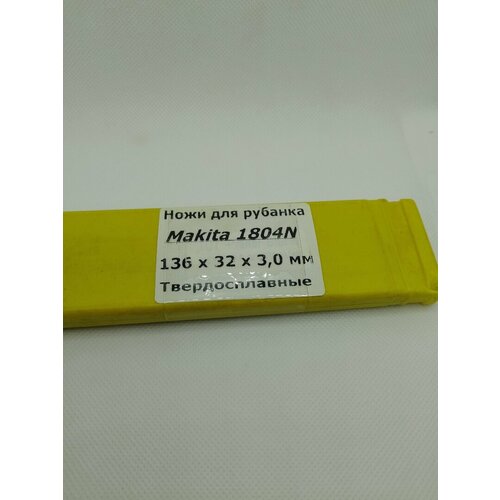 Ножи для рубанка
Makita 1804N
136 x 32 x 3,0 мм
Твердосплавные